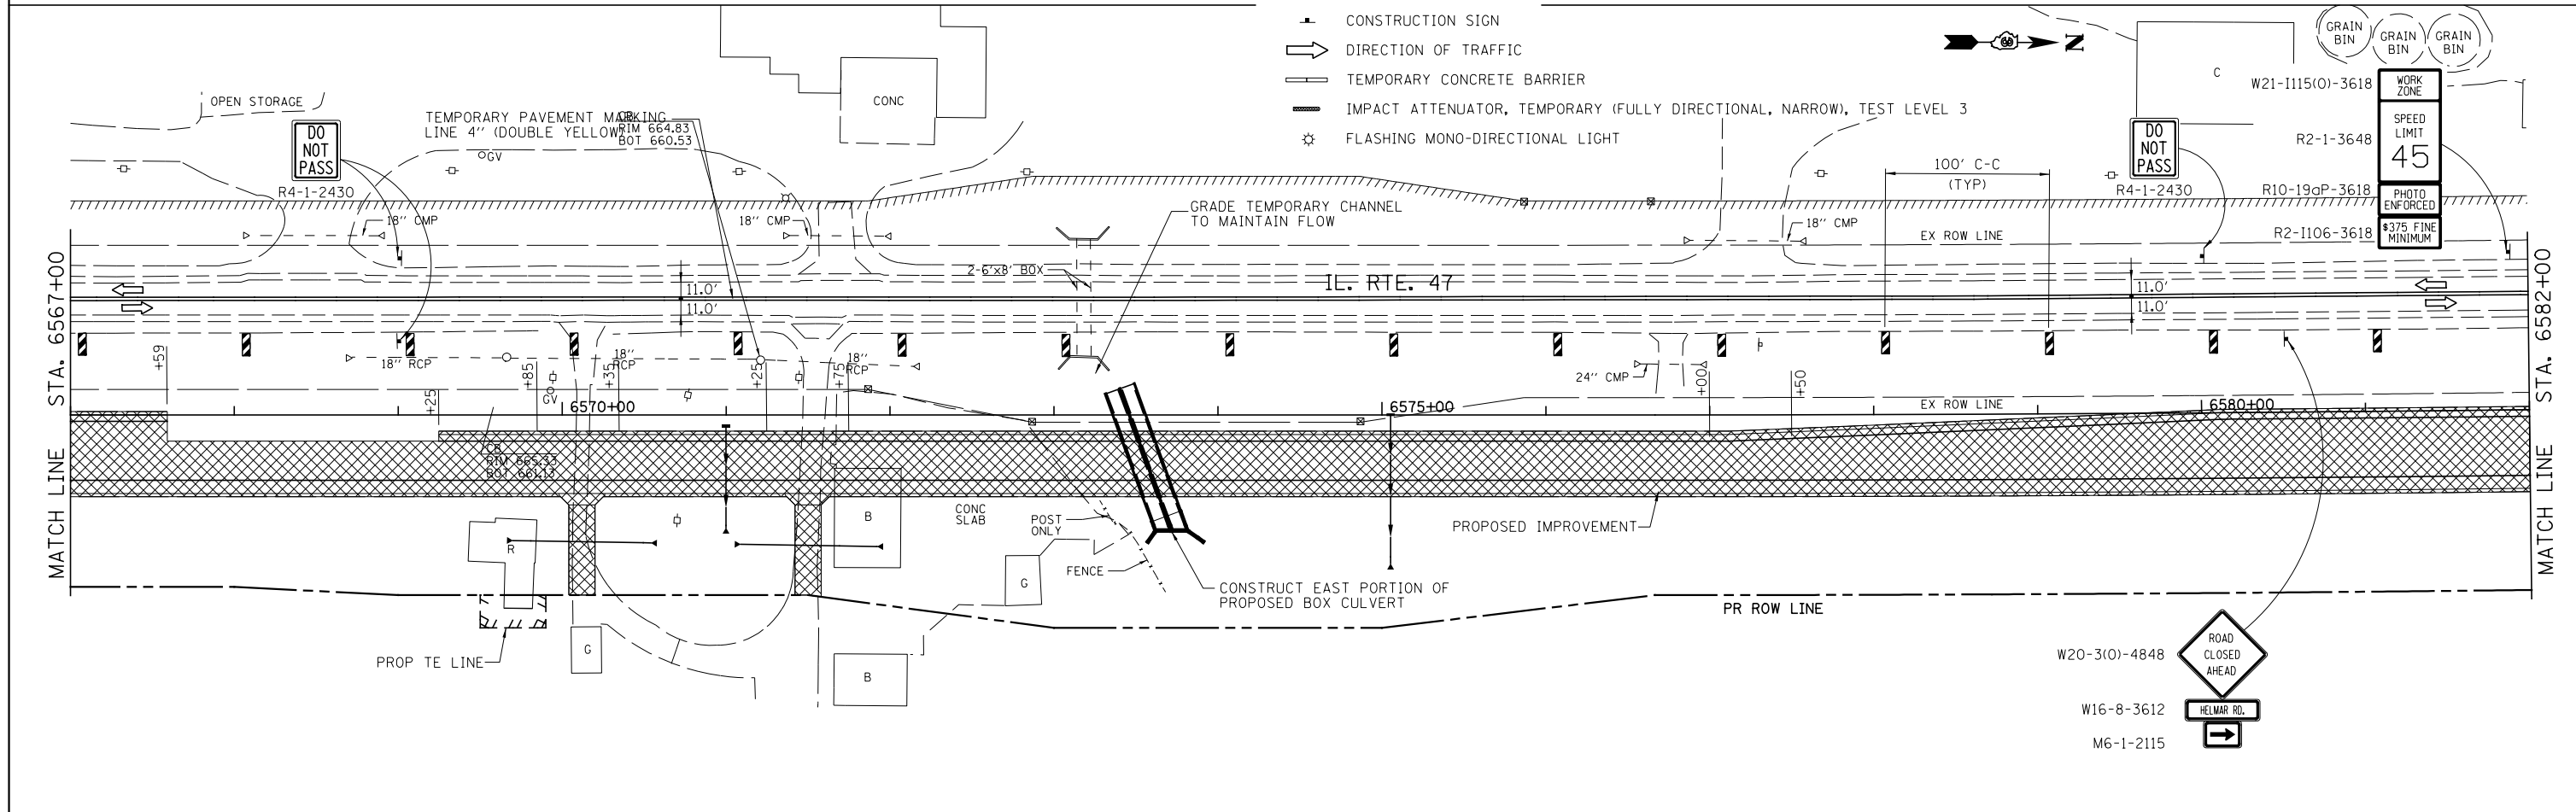 CONSTRUCTION SIGN
DIRECTION OF TRAFFIC
TEMPORARY CONCRETE BARRIER
IMPACT ATTENUATOR, TEMPORARY (FULLY DIRECTIONAL, NARROW), TEST LEVEL 3
FLASHING MONO-DIRECTIONAL LIGHT
N
GRAIN
BIN
GRAIN
BIN
GRAIN
BIN
C
W21-I115(O)-3618
WORK
ZONE
R2-1-3648
SPEED
LIMIT
45
R10-19aP-3618
PHOTO
ENFORCED
R2-I106-3618
$375 FINE
MINIMUM
OPEN STORAGE
DO
NOT
PASS
R4-1-2430
TEMPORARY PAVEMENT MARKING
LINE 4" (DOUBLE YELLOW)
CB
RIM 664.83
BOT 660.53
GV
CONC
DO
NOT
PASS
R4-1-2430
100' C-C
(TYP)
18" CMP
18" CMP
GRADE TEMPORARY CHANNEL
TO MAINTAIN FLOW
18" CMP
EX ROW LINE
2-6'x8' BOX
IL. RTE. 47
11.0'
11.0'
11.0'
11.0'
STA. 6567+00
MATCH LINE
STA. 6582+00
MATCH LINE
+59
18" RCP
18"
RCP
18"
RCP
24" CMP
+25
+85
+35
+25
+75
+00
+50
GV
6570+00
6575+00
6580+00
EX ROW LINE
CB
RIM 665.33
BOT 661.13
R
B
CONC
SLAB
POST
ONLY
FENCE
G
PROPOSED IMPROVEMENT
CONSTRUCT EAST PORTION OF
PROPOSED BOX CULVERT
PR ROW LINE
PROP TE LINE
G
B
W20-3(O)-4848
ROAD
CLOSED
AHEAD
W16-8-3612
HELMAR RD.
M6-1-2115